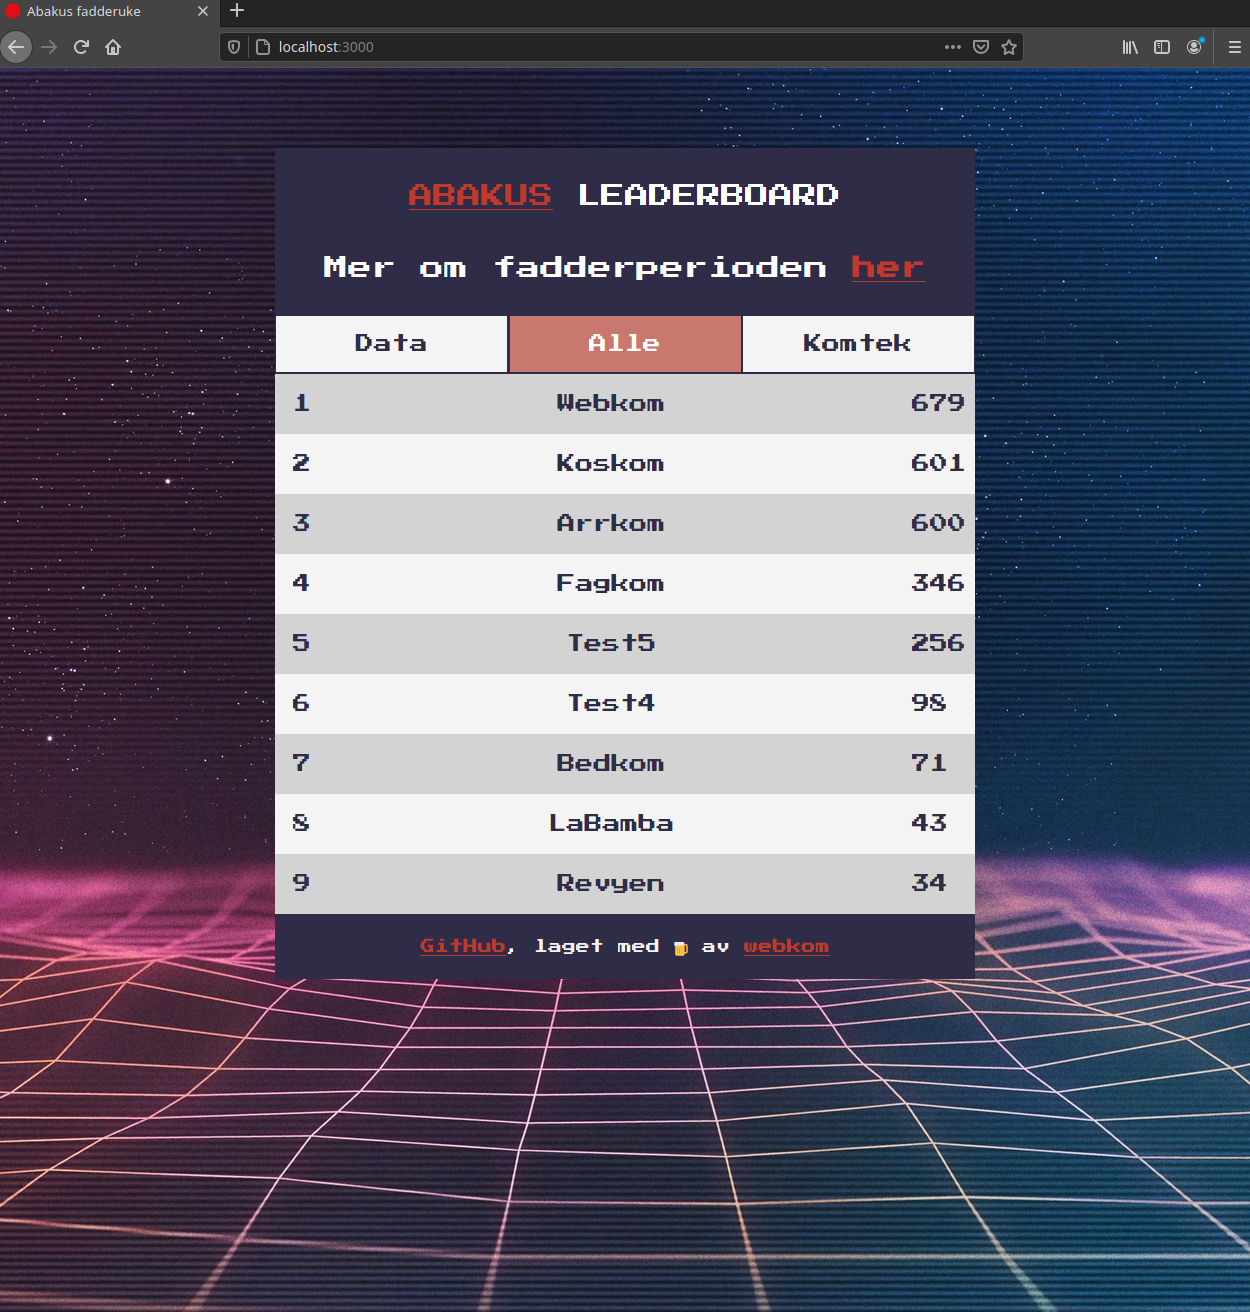 Abakus fadderuke
localhost:3000
ABAKUS LEADERBOARD
Mer om fadderperioden her
Data Alle Komtek
1 Webkom 679
2 Koskom 601
3 Arrkom 600
4 Fagkom 346
5 Test5 256
6 Test4 98
7 Bedkom 71
8 LaBamba 43
9 Revyen 34
GitHub, laget med 🍺 av webkom